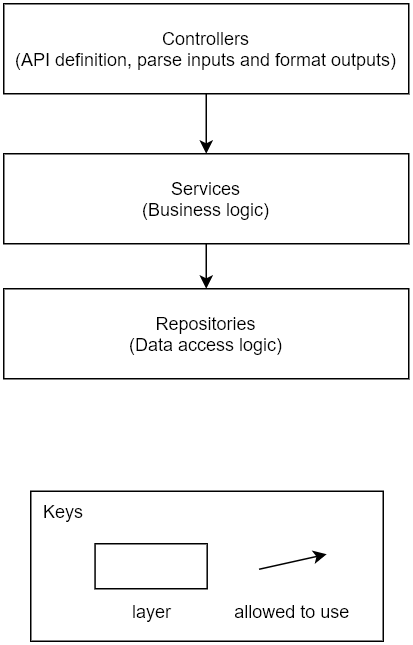 Controllers
(API definition, parse inputs and format outputs)
Services
(Business logic)
Repositories
(Data access logic)
Keys
layer
allowed to use